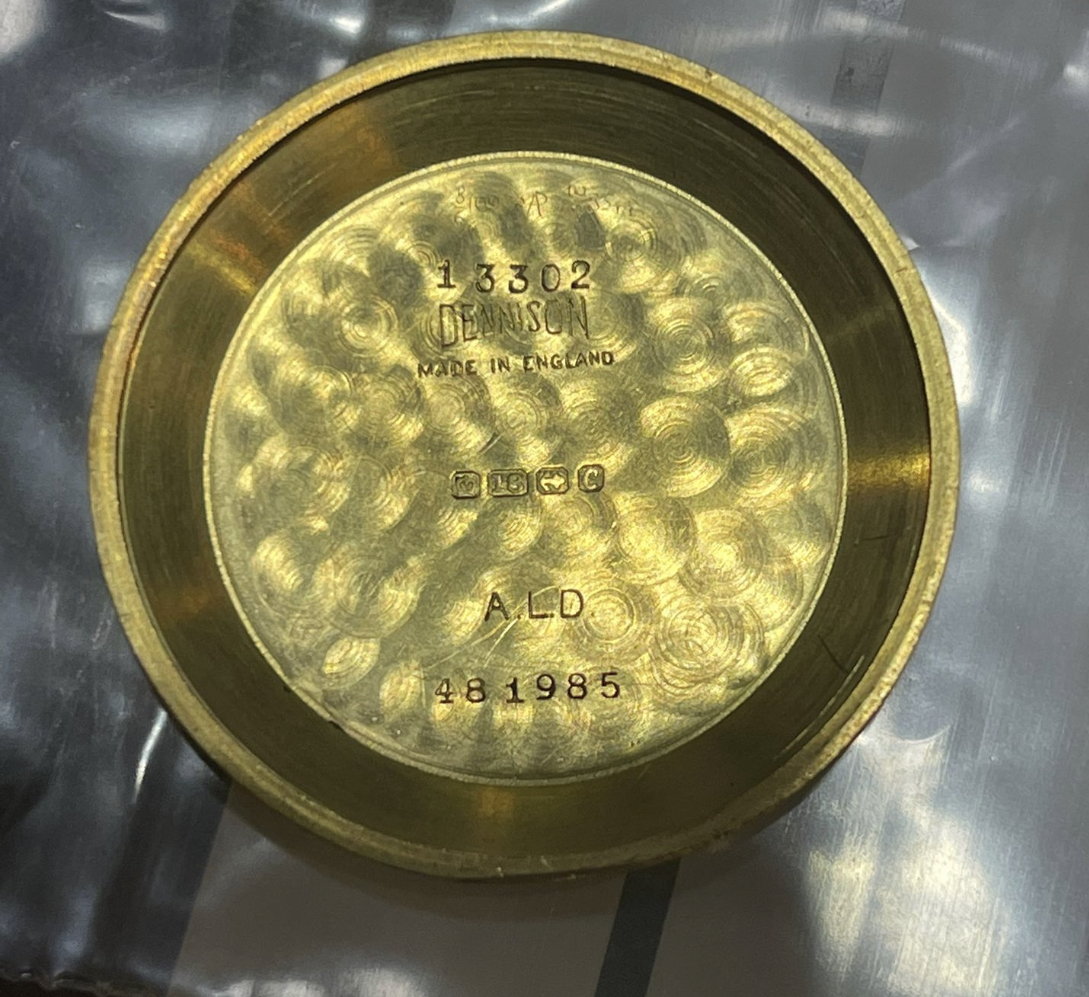 13302
DENNISON
MADE IN ENGLAND
A.L.D.
481985